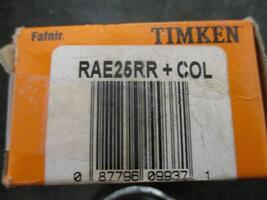 Fafnir. TIMKEN
RAE25RR + COL
0 87796 09937 1